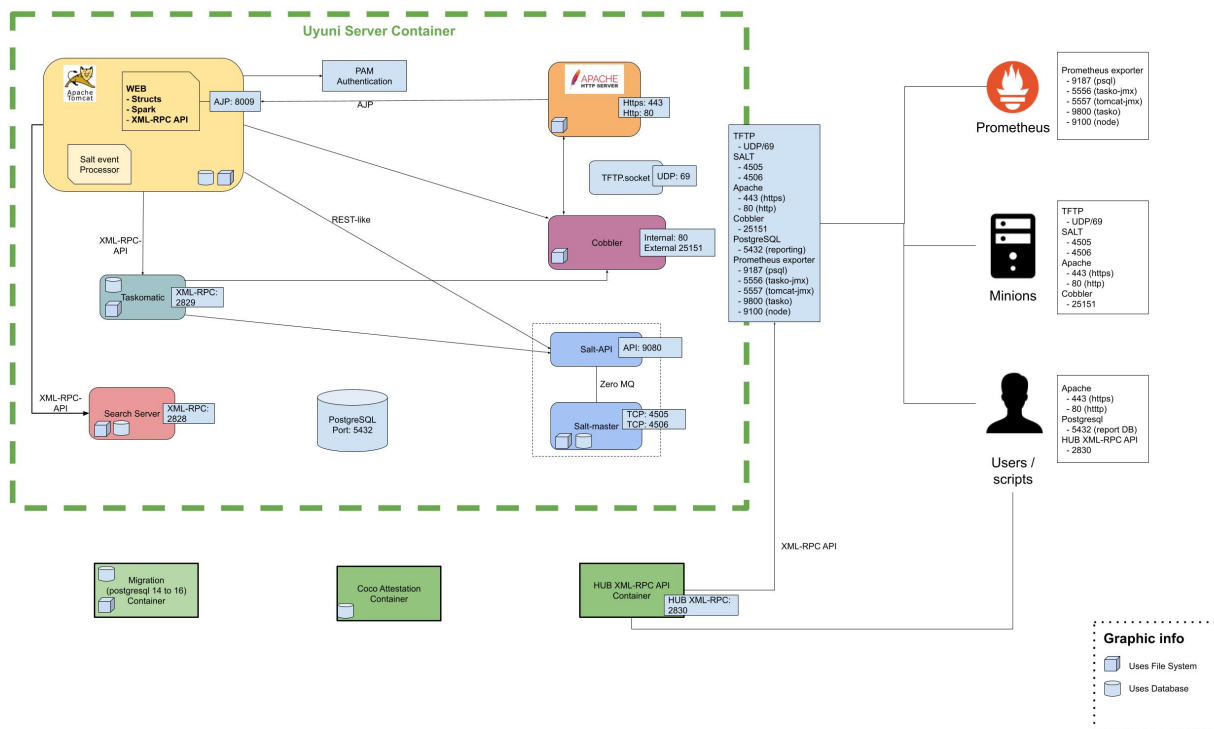 Uyuni Server Container
Apache
Tomcat
WEB
- Structs
- Spark
- XML-RPC API
AJP: 8009
Salt event
Processor
PAM
Authentication
AJP
APACHE
HTTP SERVER
Https: 443
Http: 80
TFTP.socket
UDP: 69
REST-like
Cobbler
Internal: 80
External 25151
XML-RPC-
API
Taskomatic
XML-RPC:
2829
Salt-API
API: 9080
Zero MQ
Salt-master
TCP: 4505
TCP: 4506
XML-RPC-
API
Search Server
XML-RPC:
2828
PostgreSQL
Port: 5432
TFTP
- UDP/69
SALT
- 4505
- 4506
Apache
- 443 (https)
- 80 (http)
Cobbler
- 25151
PostgreSQL
- 5432 (reporting)
Prometheus exporter
- 9187 (psql)
- 5556 (tasko-jmx)
- 5557 (tomcat-jmx)
- 9800 (tasko)
- 9100 (node)
Prometheus
Prometheus exporter
- 9187 (psql)
- 5556 (tasko-jmx)
- 5557 (tomcat-jmx)
- 9800 (tasko)
- 9100 (node)
Minions
TFTP
- UDP/69
SALT
- 4505
- 4506
Apache
- 443 (https)
- 80 (http)
Cobbler
- 25151
Users /
scripts
Apache
- 443 (https)
- 80 (htttp)
Postgresql
- 5432 (report DB)
HUB XML-RPC API
- 2830
XML-RPC API
Migration
(postgresql 14 to 16)
Container
Coco Attestation
Container
HUB XML-RPC API
Container
HUB XML-RPC:
2830
Graphic info
Uses File System
Uses Database